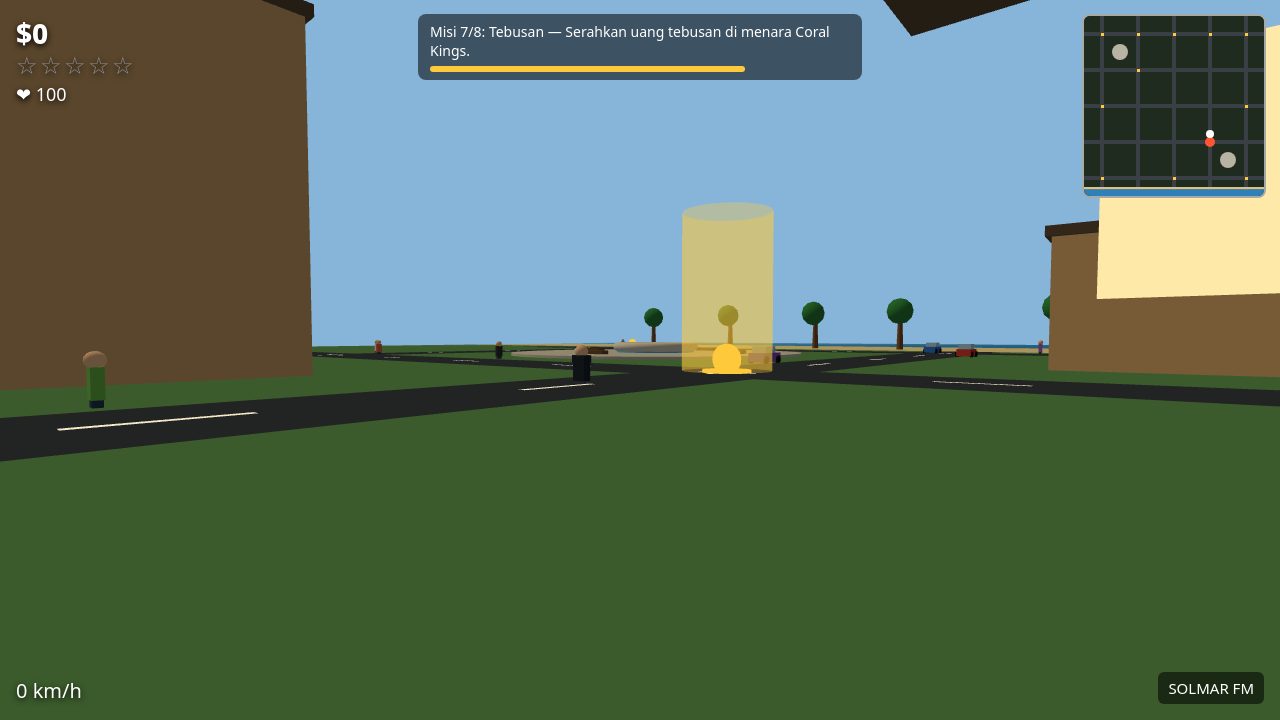 $0
☆☆☆☆☆
❤ 100
Misi 7/8: Tebusan — Serahkan uang tebusan di menara Coral
Kings.
0 km/h
SOLMAR FM